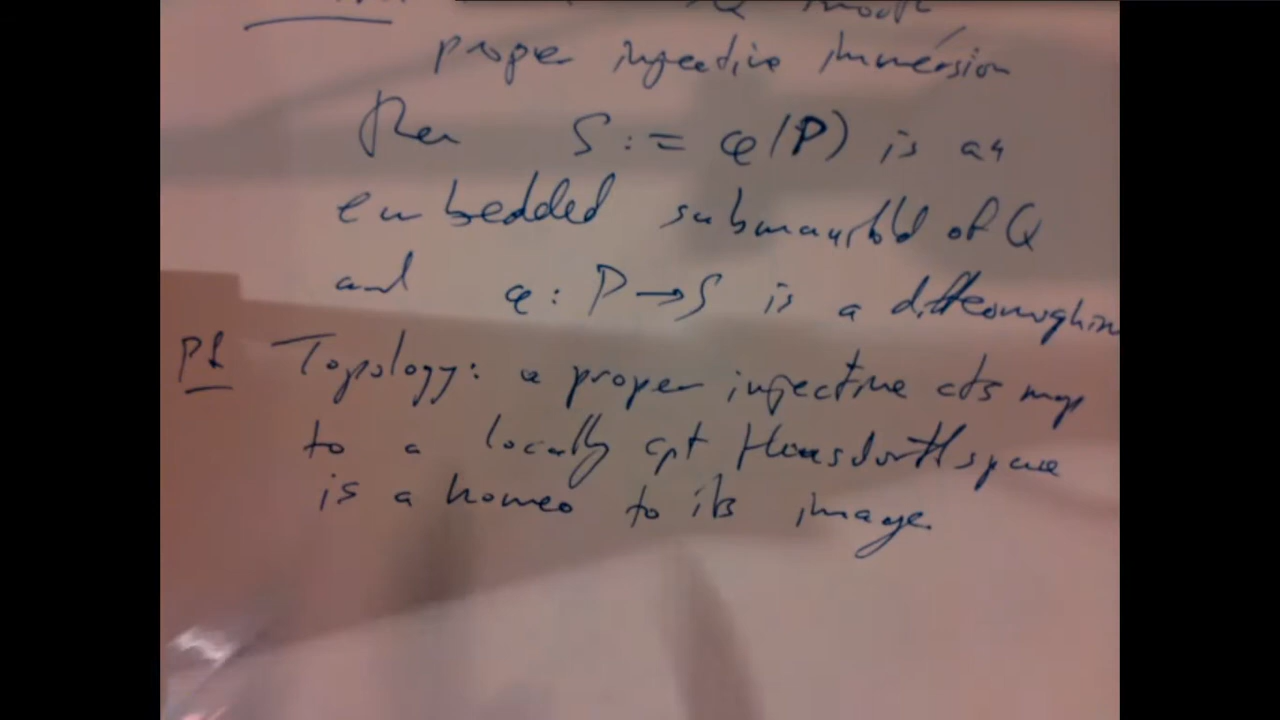 Q smooth
proper injective immersion
then S := φ(P) is an
embedded submanifold of Q
and φ : P → S is a diffeomorphism
Pf Topology: a proper injective cts map
to a locally cpt Hausdorff space
is a homeo to its image